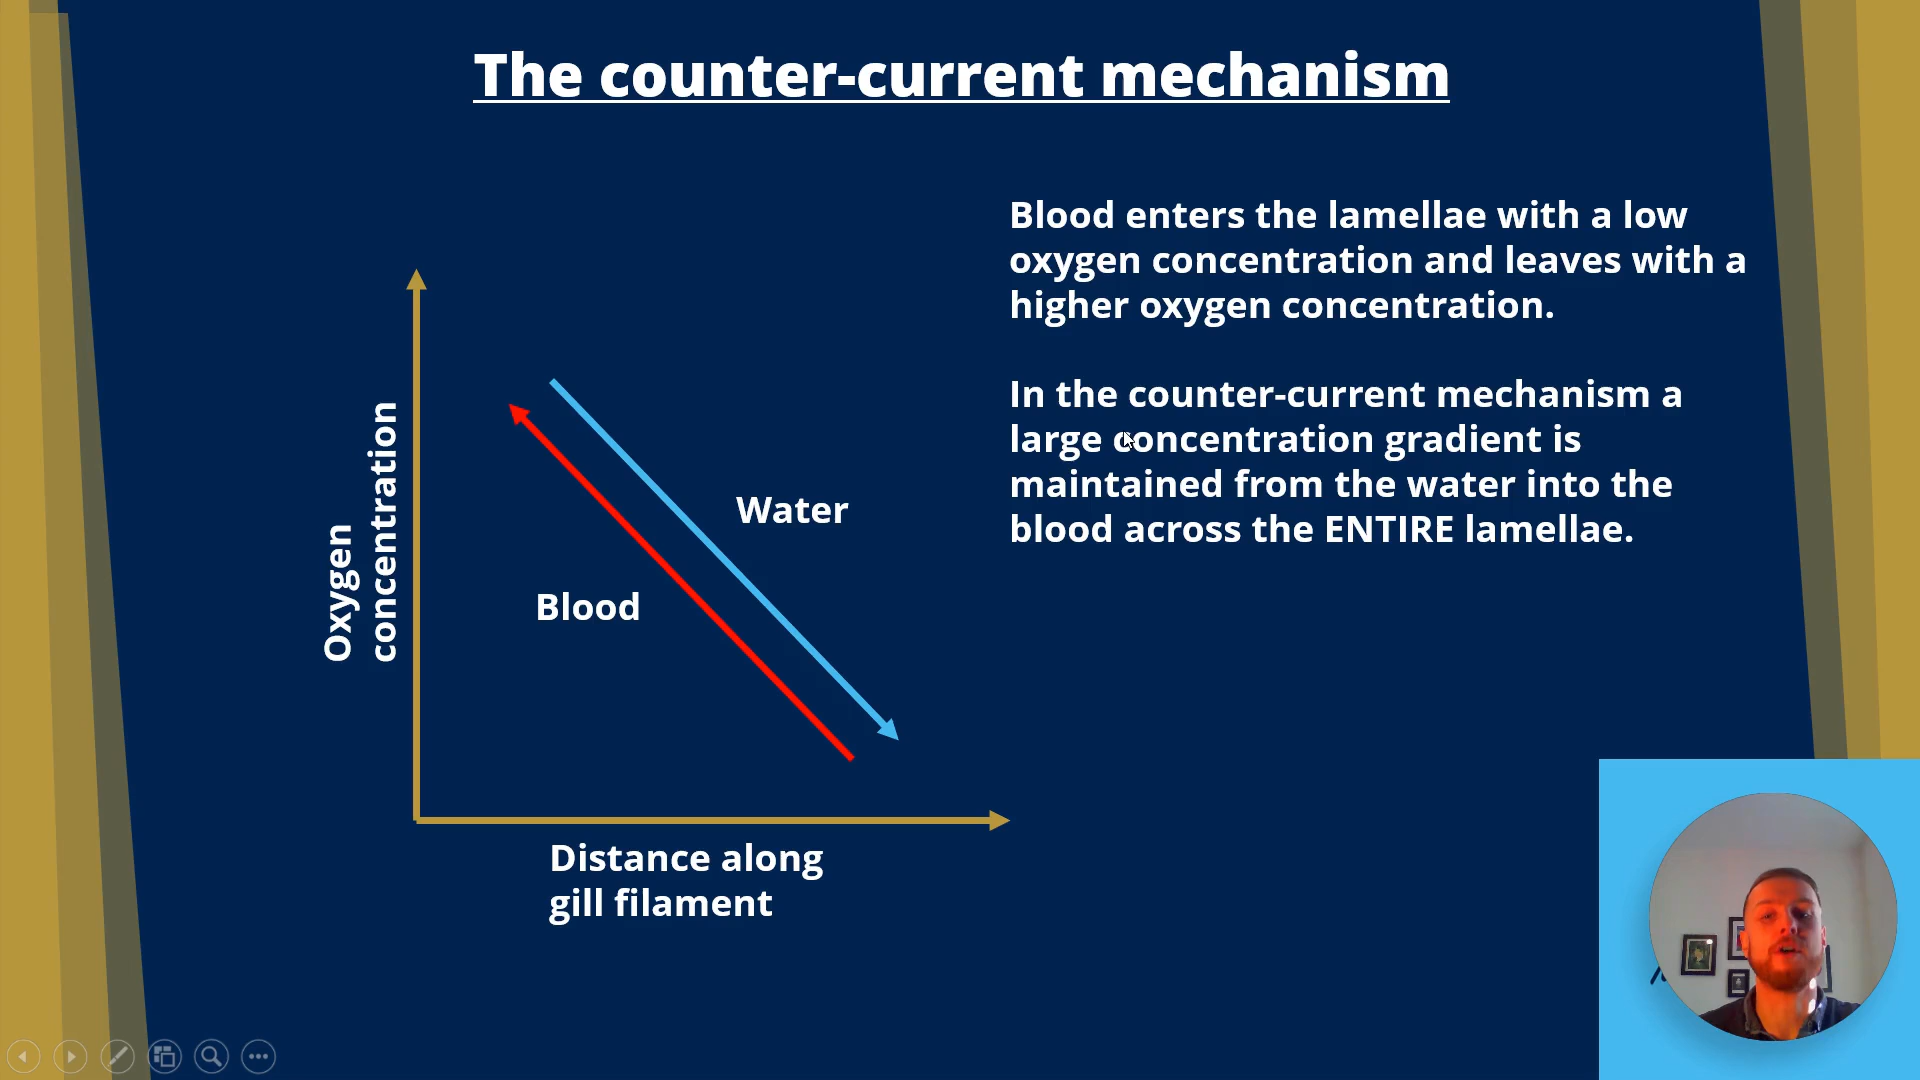 The counter-current mechanism
Blood enters the lamellae with a low
oxygen concentration and leaves with a
higher oxygen concentration.
In the counter-current mechanism a
large concentration gradient is
maintained from the water into the
blood across the ENTIRE lamellae.
Oxygen
concentration
Water
Blood
Distance along
gill filament